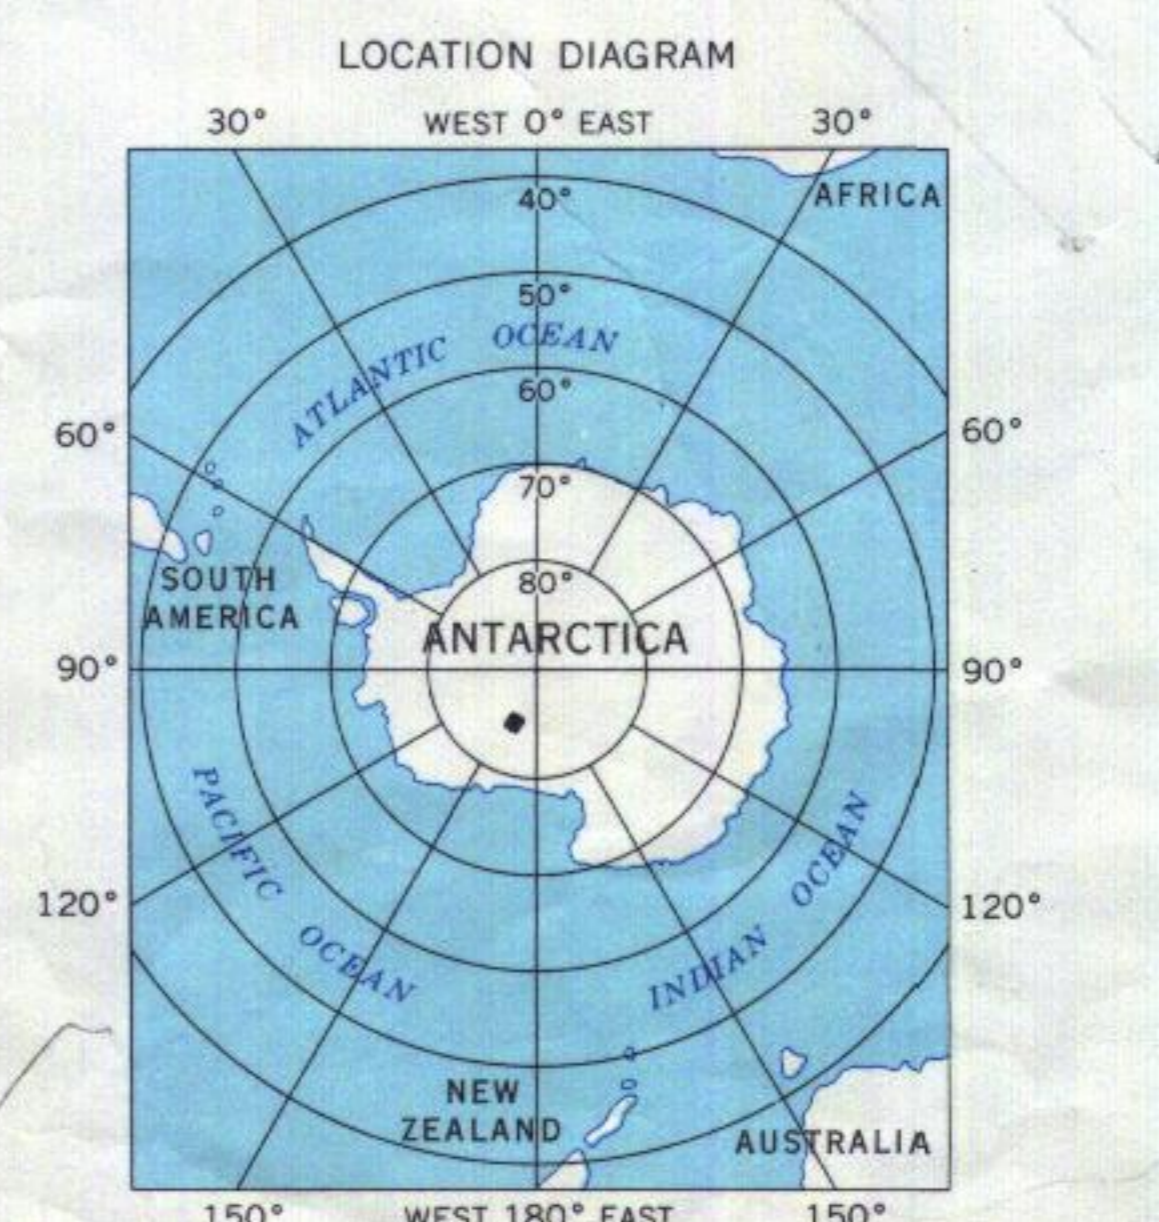 LOCATION DIAGRAM
30° WEST 0° EAST 30°
AFRICA
40°
50°
ATLANTIC OCEAN
60°
60° 60°
70°
SOUTH
AMERICA
80°
ANTARCTICA
90° 90°
PACIFIC OCEAN
INDIAN OCEAN
120° 120°
NEW
ZEALAND
AUSTRALIA
150° WEST 180° EAST 150°